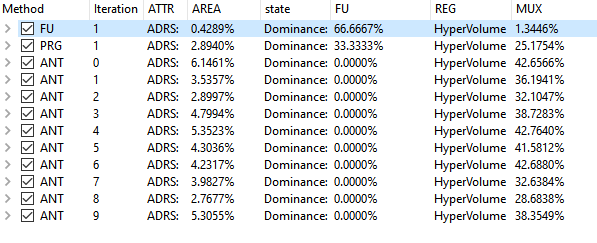 Method Iteration ATTR AREA state FU REG MUX
FU 1 ADRS: 0.4289% Dominance: 66.6667% HyperVolume 1.3446%
PRG 1 ADRS: 2.8940% Dominance: 33.3333% HyperVolume 25.1754%
ANT 0 ADRS: 6.1461% Dominance: 0.0000% HyperVolume 42.6566%
ANT 1 ADRS: 3.5357% Dominance: 0.0000% HyperVolume 36.1941%
ANT 2 ADRS: 2.8997% Dominance: 0.0000% HyperVolume 32.1047%
ANT 3 ADRS: 4.7994% Dominance: 0.0000% HyperVolume 38.7283%
ANT 4 ADRS: 5.3523% Dominance: 0.0000% HyperVolume 42.7640%
ANT 5 ADRS: 4.3036% Dominance: 0.0000% HyperVolume 41.5812%
ANT 6 ADRS: 4.2317% Dominance: 0.0000% HyperVolume 42.6880%
ANT 7 ADRS: 3.9827% Dominance: 0.0000% HyperVolume 32.6384%
ANT 8 ADRS: 2.7677% Dominance: 0.0000% HyperVolume 28.6838%
ANT 9 ADRS: 5.3055% Dominance: 0.0000% HyperVolume 38.3549%